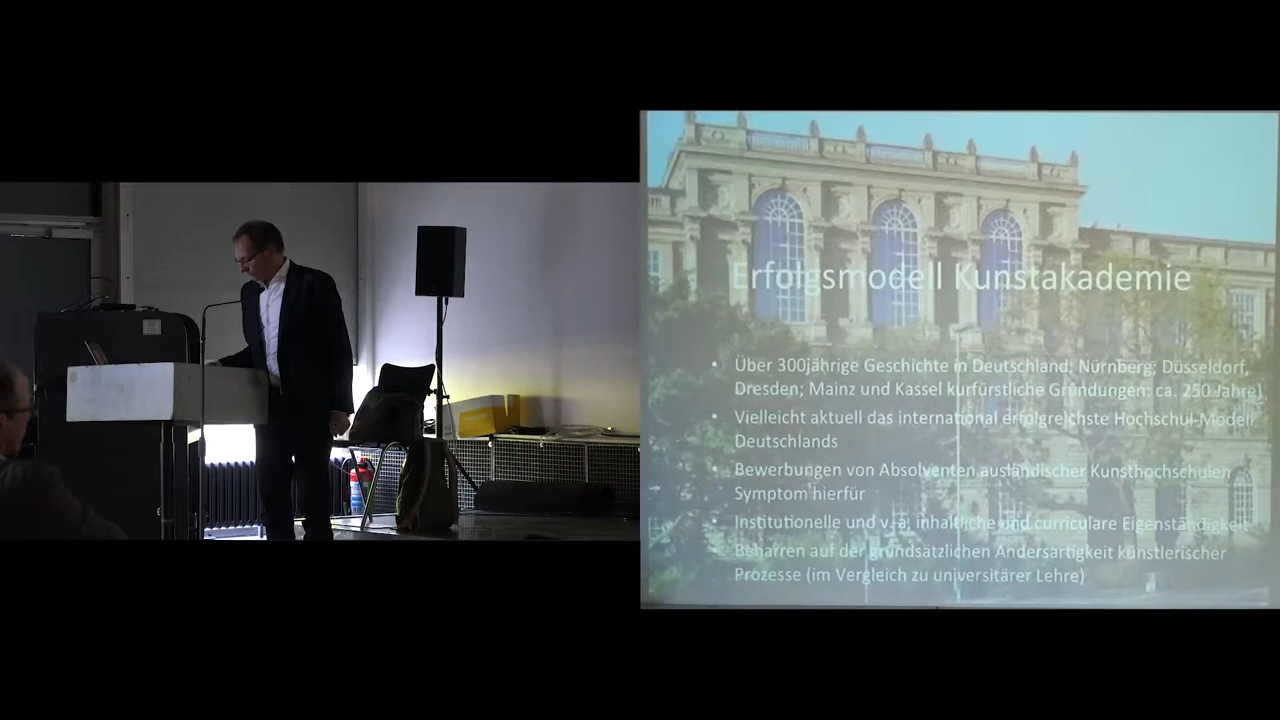 Erfolgsmodell Kunstakademie
• Über 300jährige Geschichte in Deutschland; Nürnberg; Düsseldorf,
Dresden; Mainz und Kassel kurfürstliche Gründungen: ca. 250 Jahre)
• Vielleicht aktuell das international erfolgreichste Hochschul-Modell
Deutschlands
• Bewerbungen von Absolventen ausländischer Kunsthochschulen
Symptom hierfür
• Institutionelle und v. a. inhaltliche und curriculare Eigenständigkeit
• Beharren auf der grundsätzlichen Andersartigkeit künstlerischer
Prozesse (im Vergleich zu universitärer Lehre)